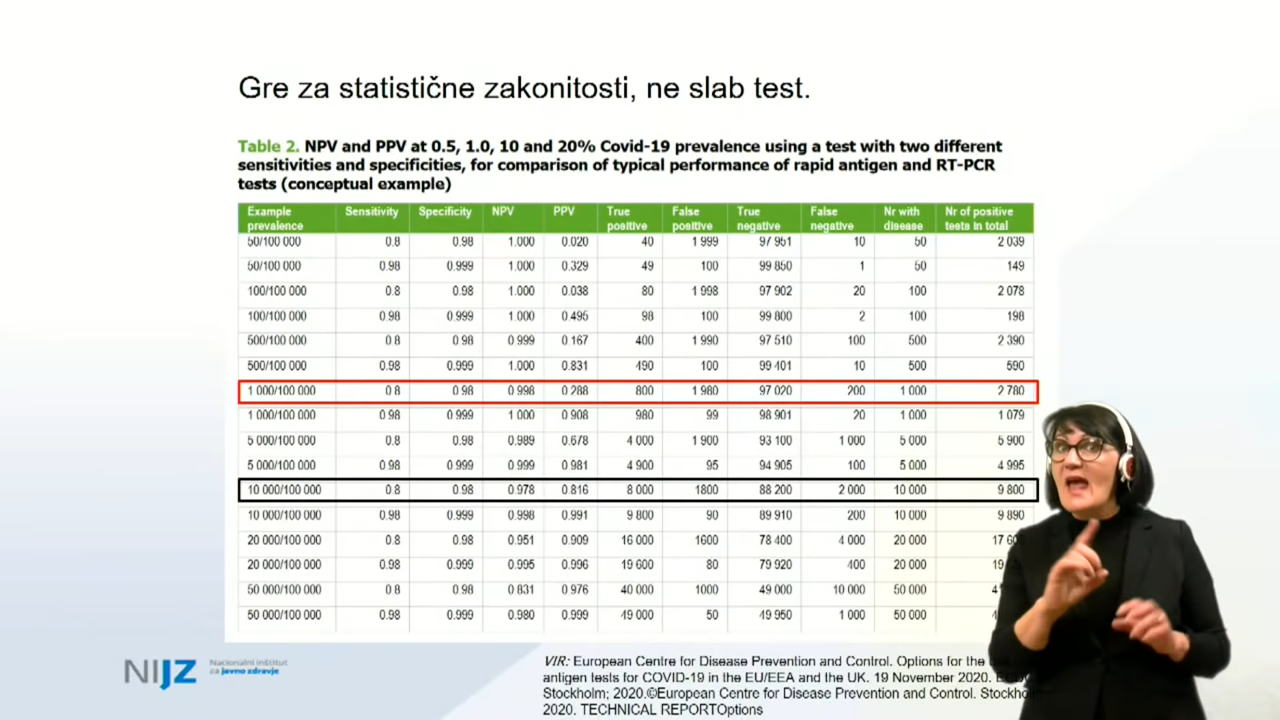 Gre za statistične zakonitosti, ne slab test.
Table 2. NPV and PPV at 0.5, 1.0, 10 and 20% Covid-19 prevalence using a test with two different
sensitivities and specificities, for comparison of typical performance of rapid antigen and RT-PCR
tests (conceptual example)
Example prevalence Sensitivity Specificity NPV PPV True positive False positive True negative False negative Nr with disease Nr of positive tests in total
50/100 000 0.8 0.98 1.000 0.020 40 1 999 97 951 10 50 2 039
50/100 000 0.98 0.999 1.000 0.329 49 100 99 850 1 50 149
100/100 000 0.8 0.98 1.000 0.038 80 1 998 97 902 20 100 2 078
100/100 000 0.98 0.999 1.000 0.495 98 100 99 800 2 100 198
500/100 000 0.8 0.98 0.999 0.167 400 1 990 97 510 100 500 2 390
500/100 000 0.98 0.999 1.000 0.831 490 100 99 401 10 500 590
1 000/100 000 0.8 0.98 0.998 0.288 800 1 980 97 020 200 1 000 2 780
1 000/100 000 0.98 0.999 1.000 0.908 980 99 98 901 20 1 000 1 079
5 000/100 000 0.8 0.98 0.989 0.678 4 000 1 900 93 100 1 000 5 000 5 900
5 000/100 000 0.98 0.999 0.999 0.981 4 900 95 94 905 100 5 000 4 995
10 000/100 000 0.8 0.98 0.978 0.816 8 000 1800 88 200 2 000 10 000 9 800
10 000/100 000 0.98 0.999 0.998 0.991 9 800 90 89 910 200 10 000 9 890
20 000/100 000 0.8 0.98 0.951 0.909 16 000 1600 78 400 4 000 20 000 17
20 000/100 000 0.98 0.999 0.995 0.996 19 600 80 79 920 400 20 000 19
50 000/100 000 0.8 0.98 0.831 0.976 40 000 1000 49 000 10 000 50 000
50 000/100 000 0.98 0.999 0.980 0.999 49 000 50 49 950 1 000 50 000
NIJZ Nacionalni inštitut
za javno zdravje
VIR: European Centre for Disease Prevention and Control. Options for the
antigen tests for COVID-19 in the EU/EEA and the UK. 19 November 2020.
Stockholm; 2020.©European Centre for Disease Prevention and Control.
2020. TECHNICAL REPORTOptions